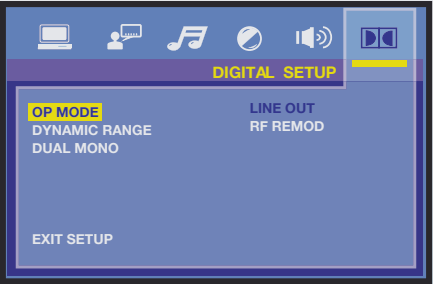 DIGITAL SETUP
OP MODE LINE OUT
DYNAMIC RANGE RF REMOD
DUAL MONO
EXIT SETUP